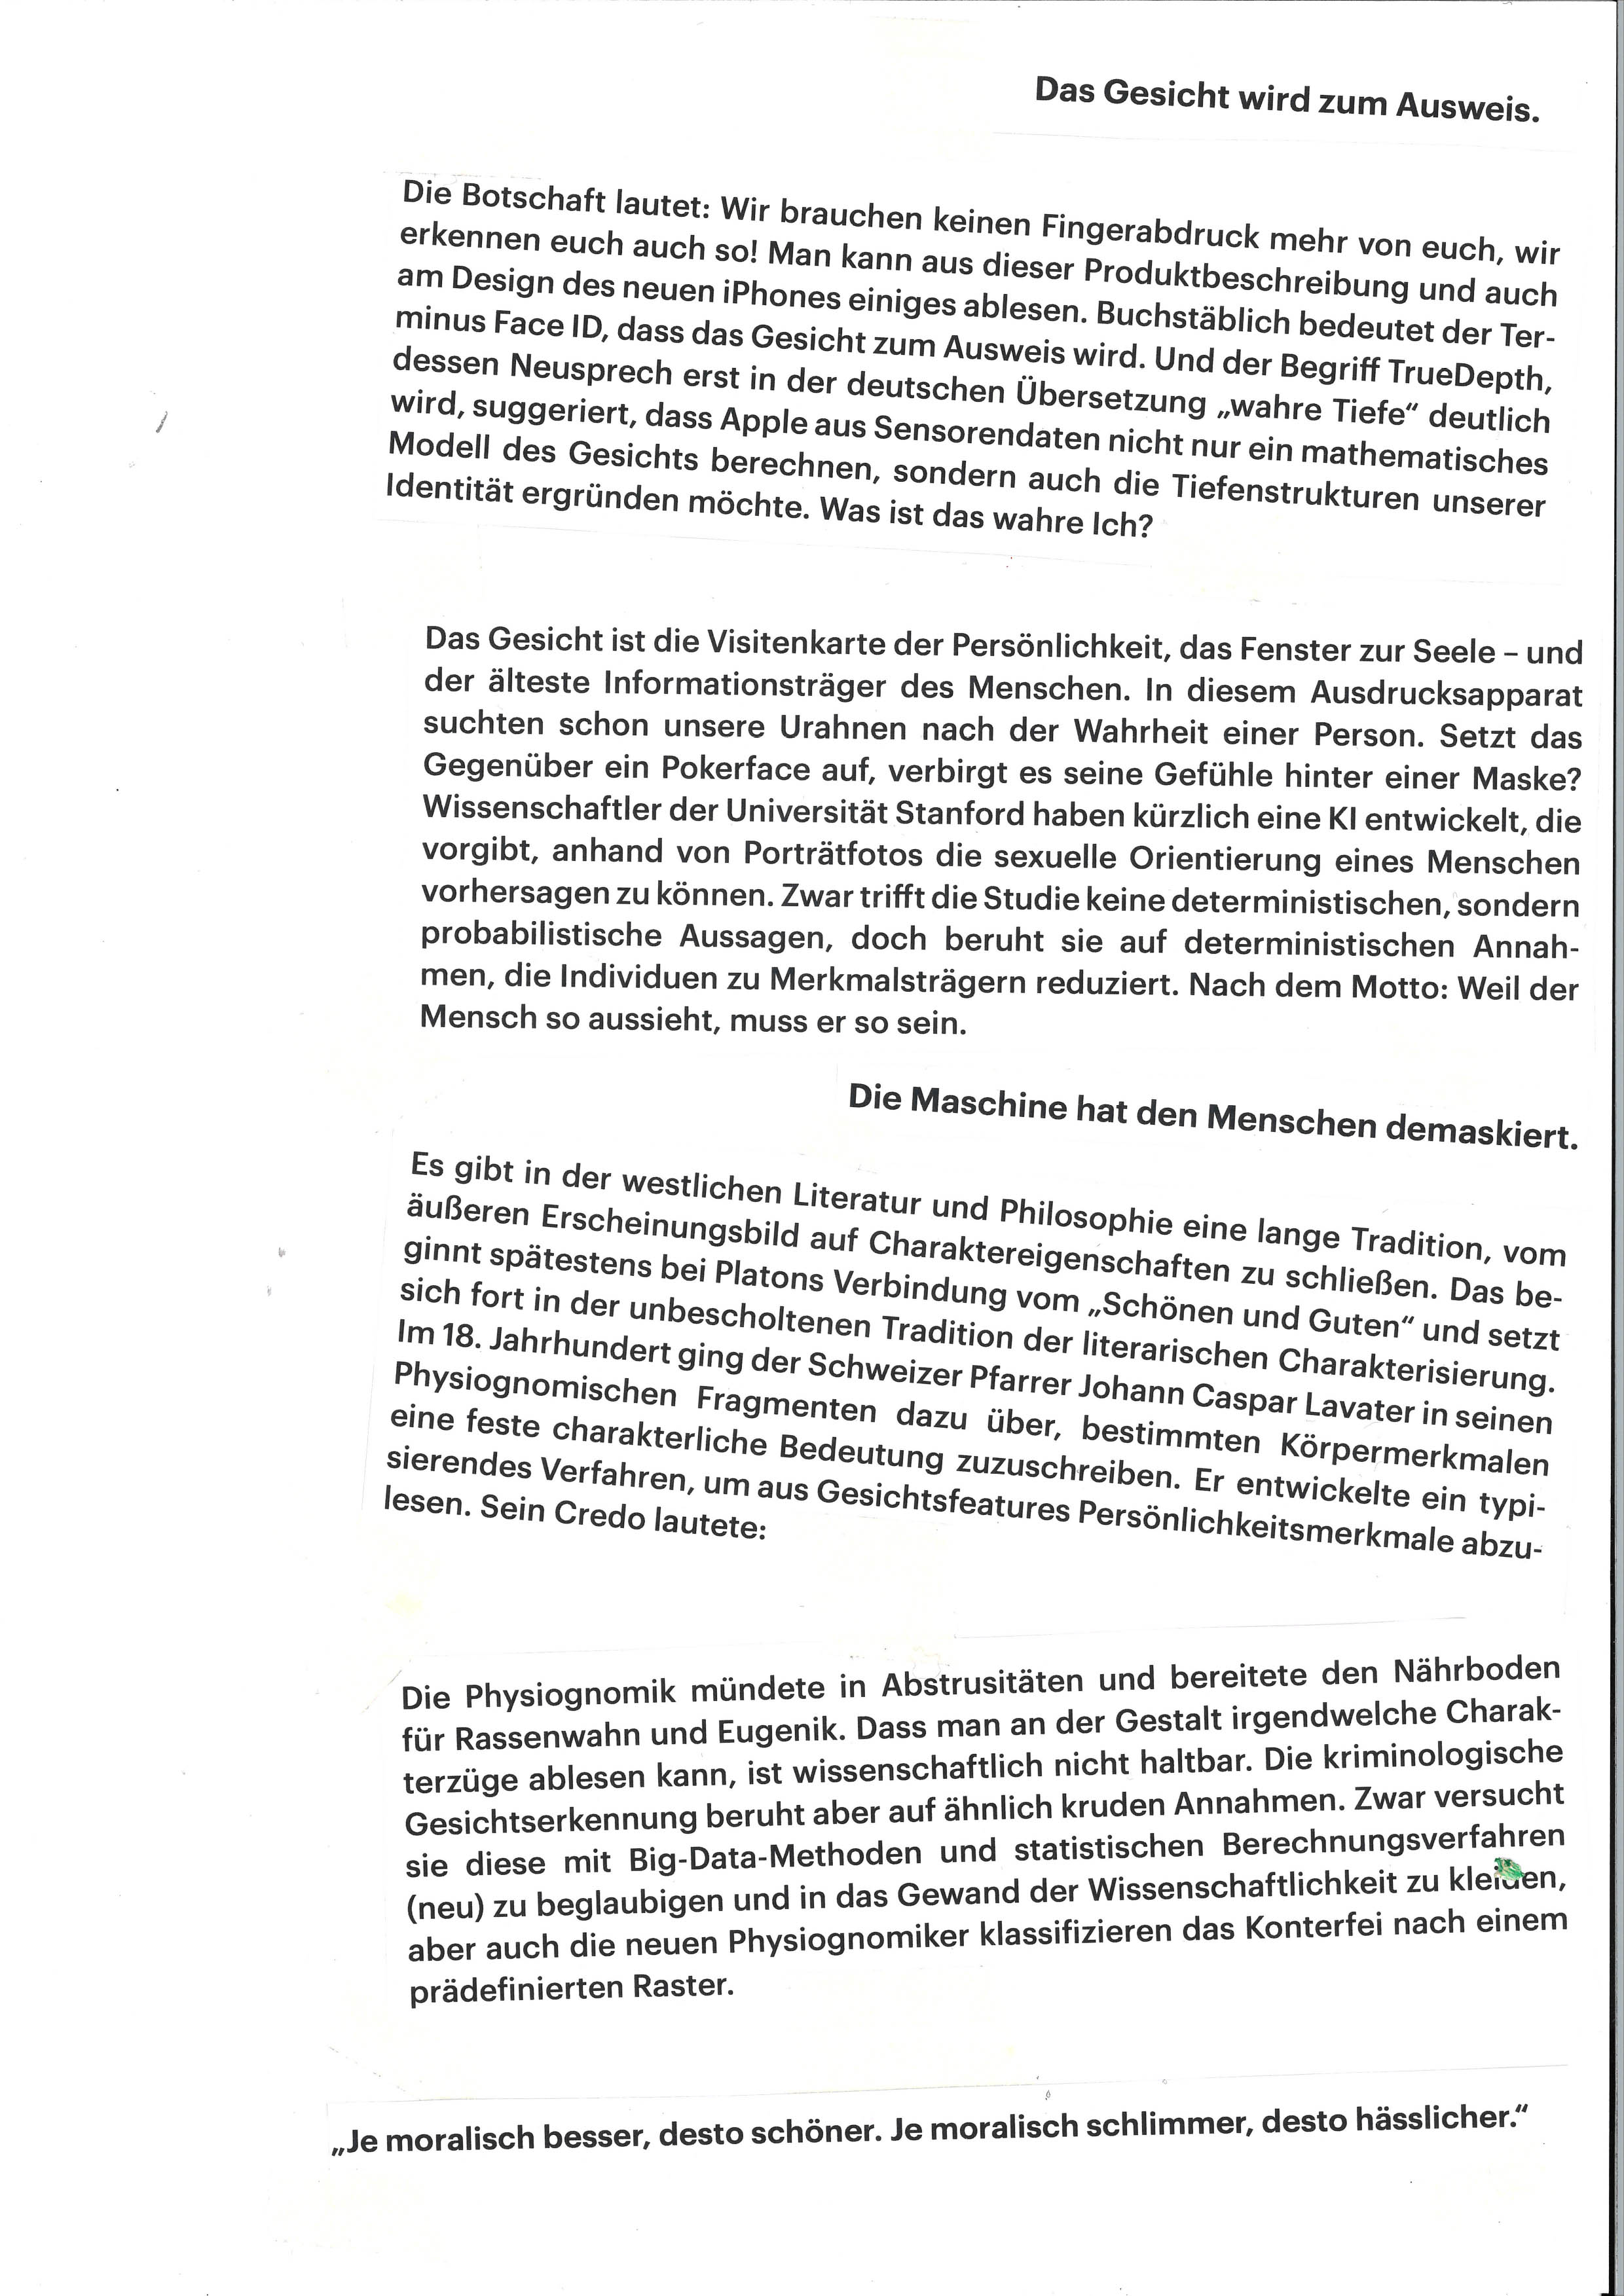 Das Gesicht wird zum Ausweis.
Die Botschaft lautet: Wir brauchen keinen Fingerabdruck mehr von euch, wir
erkennen euch auch so! Man kann aus dieser Produktbeschreibung und auch
am Design des neuen iPhones einiges ablesen. Buchstäblich bedeutet der Ter-
minus Face ID, dass das Gesicht zum Ausweis wird. Und der Begriff TrueDepth,
dessen Neusprech erst in der deutschen Übersetzung „wahre Tiefe“ deutlich
wird, suggeriert, dass Apple aus Sensorendaten nicht nur ein mathematisches
Modell des Gesichts berechnen, sondern auch die Tiefenstrukturen unserer
Identität ergründen möchte. Was ist das wahre Ich?
Das Gesicht ist die Visitenkarte der Persönlichkeit, das Fenster zur Seele – und
der älteste Informationsträger des Menschen. In diesem Ausdrucksapparat
suchten schon unsere Urahnen nach der Wahrheit einer Person. Setzt das
Gegenüber ein Pokerface auf, verbirgt es seine Gefühle hinter einer Maske?
Wissenschaftler der Universität Stanford haben kürzlich eine KI entwickelt, die
vorgibt, anhand von Porträtfotos die sexuelle Orientierung eines Menschen
vorhersagen zu können. Zwar trifft die Studie keine deterministischen, sondern
probabilistische Aussagen, doch beruht sie auf deterministischen Annah-
men, die Individuen zu Merkmalsträgern reduziert. Nach dem Motto: Weil der
Mensch so aussieht, muss er so sein.
Die Maschine hat den Menschen demaskiert.
Es gibt in der westlichen Literatur und Philosophie eine lange Tradition, vom
äußeren Erscheinungsbild auf Charaktereigenschaften zu schließen. Das be-
ginnt spätestens bei Platons Verbindung vom „Schönen und Guten“ und setzt
sich fort in der unbescholtenen Tradition der literarischen Charakterisierung.
Im 18. Jahrhundert ging der Schweizer Pfarrer Johann Caspar Lavater in seinen
Physiognomischen Fragmenten dazu über, bestimmten Körpermerkmalen
eine feste charakterliche Bedeutung zuzuschreiben. Er entwickelte ein typi-
sierendes Verfahren, um aus Gesichtsfeatures Persönlichkeitsmerkmale abzu-
lesen. Sein Credo lautete:
Die Physiognomik mündete in Abstrusitäten und bereitete den Nährboden
für Rassenwahn und Eugenik. Dass man an der Gestalt irgendwelche Charak-
terzüge ablesen kann, ist wissenschaftlich nicht haltbar. Die kriminologische
Gesichtserkennung beruht aber auf ähnlich kruden Annahmen. Zwar versucht
sie diese mit Big-Data-Methoden und statistischen Berechnungsverfahren
(neu) zu beglaubigen und in das Gewand der Wissenschaftlichkeit zu kleiden,
aber auch die neuen Physiognomiker klassifizieren das Konterfei nach einem
prädefinierten Raster.
„Je moralisch besser, desto schöner. Je moralisch schlimmer, desto hässlicher.“